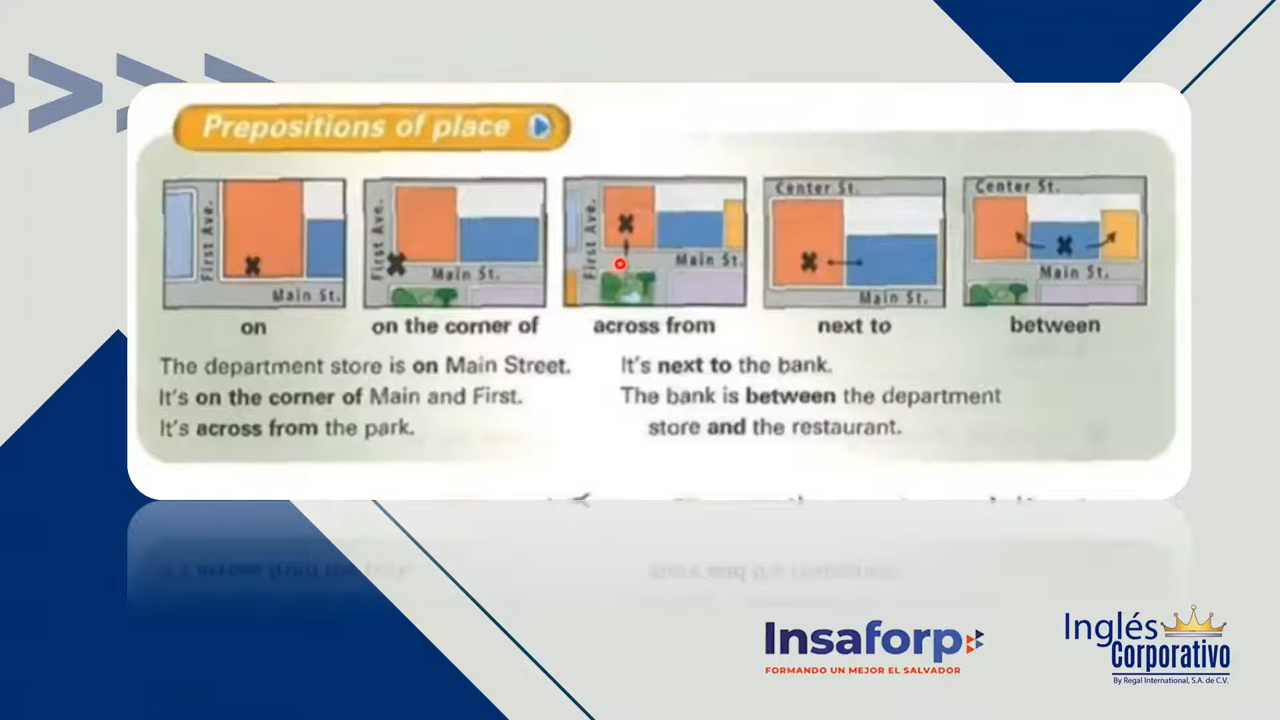 Prepositions of place
First Ave.
Main St.
on
First Ave.
Main St.
on the corner of
First Ave.
Main St.
across from
Center St.
Main St.
next to
Center St.
Main St.
between
The department store is on Main Street.
It's on the corner of Main and First.
It's across from the park.
It's next to the bank.
The bank is between the department
store and the restaurant.
Insaforp
FORMANDO UN MEJOR EL SALVADOR
Inglés
Corporativo
By Regal International, S.A. de C.V.